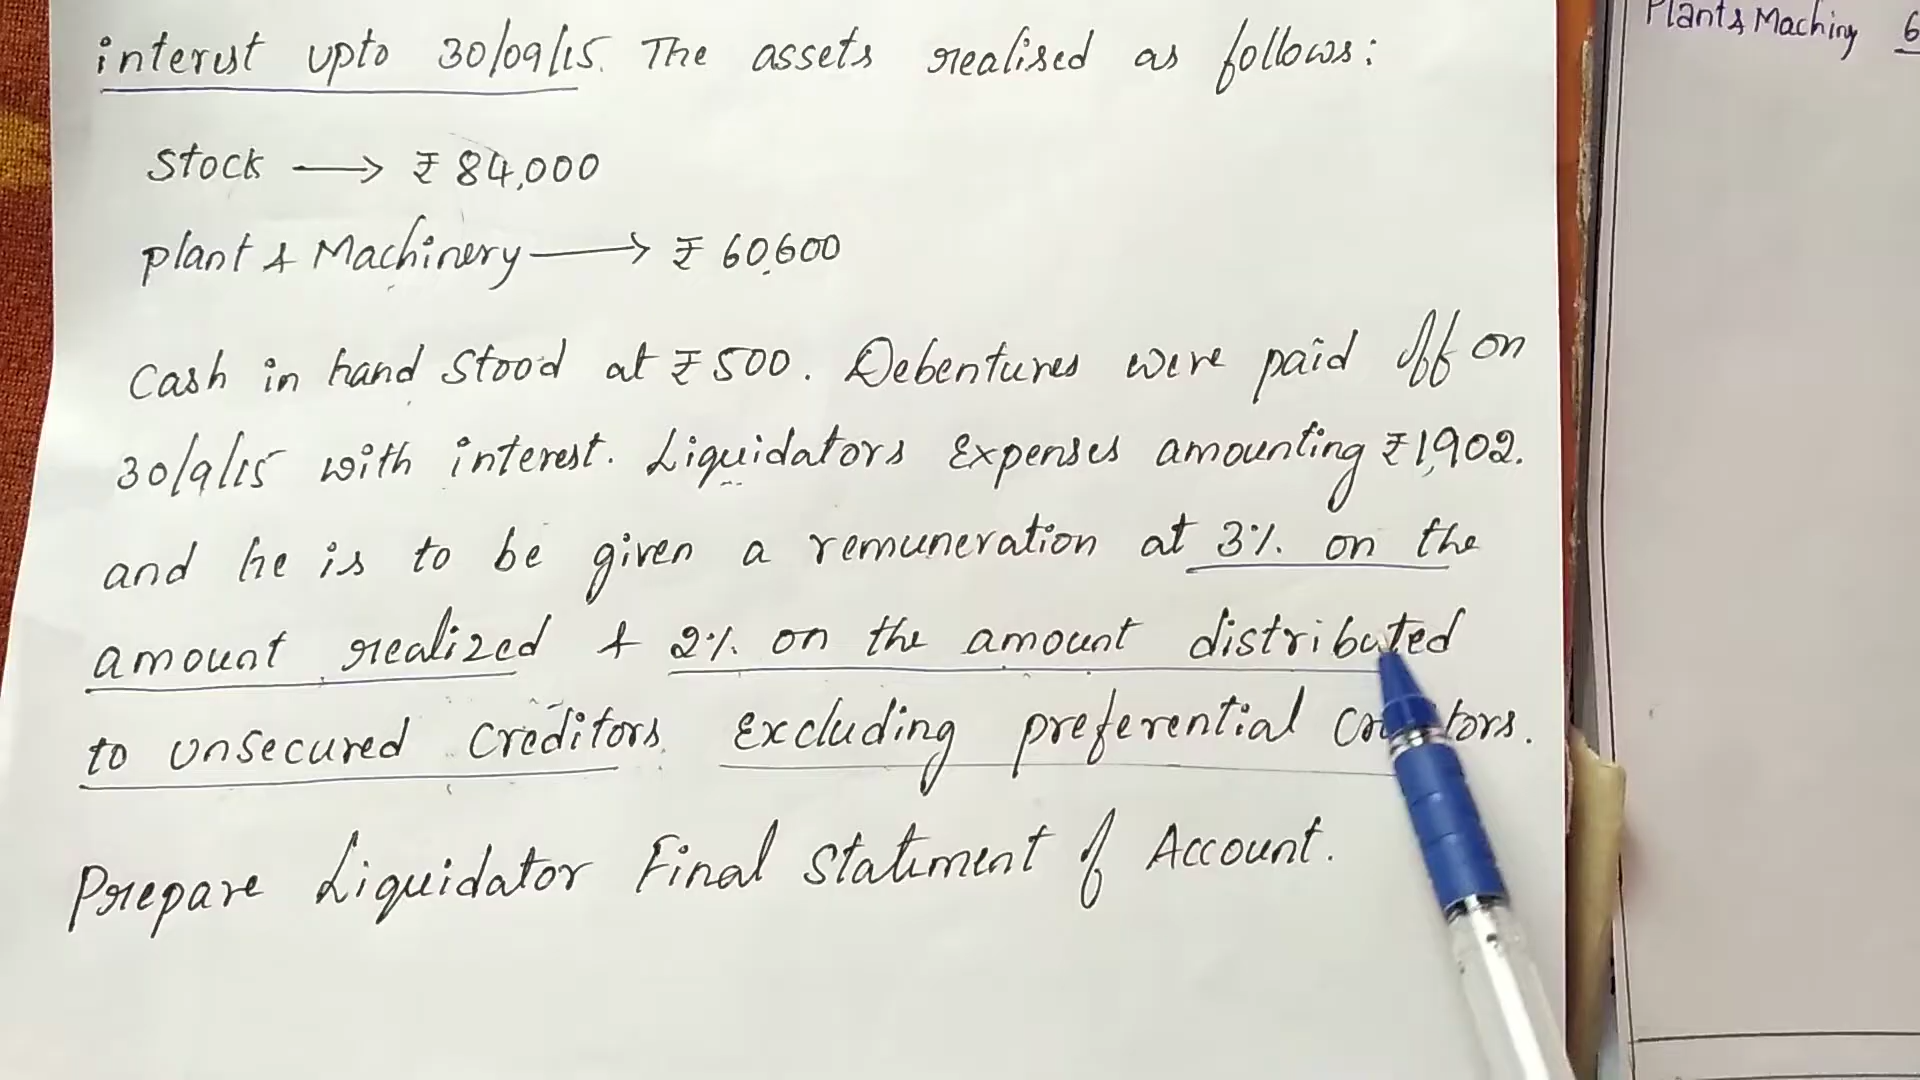 interest upto 30/09/15. The assets realised as follows:
Stock → ₹ 84,000
plant & Machinery → ₹ 60,600
Cash in hand Stood at ₹ 500. Debentures were paid off on
30/9/15 with interest. Liquidators Expenses amounting ₹ 1,902.
and he is to be given a remuneration at 3% on the
amount realized & 2% on the amount distributed
to unsecured Creditors excluding preferential Creditors.
Prepare Liquidator Final Statement of Account.
Plant & Machiny 6